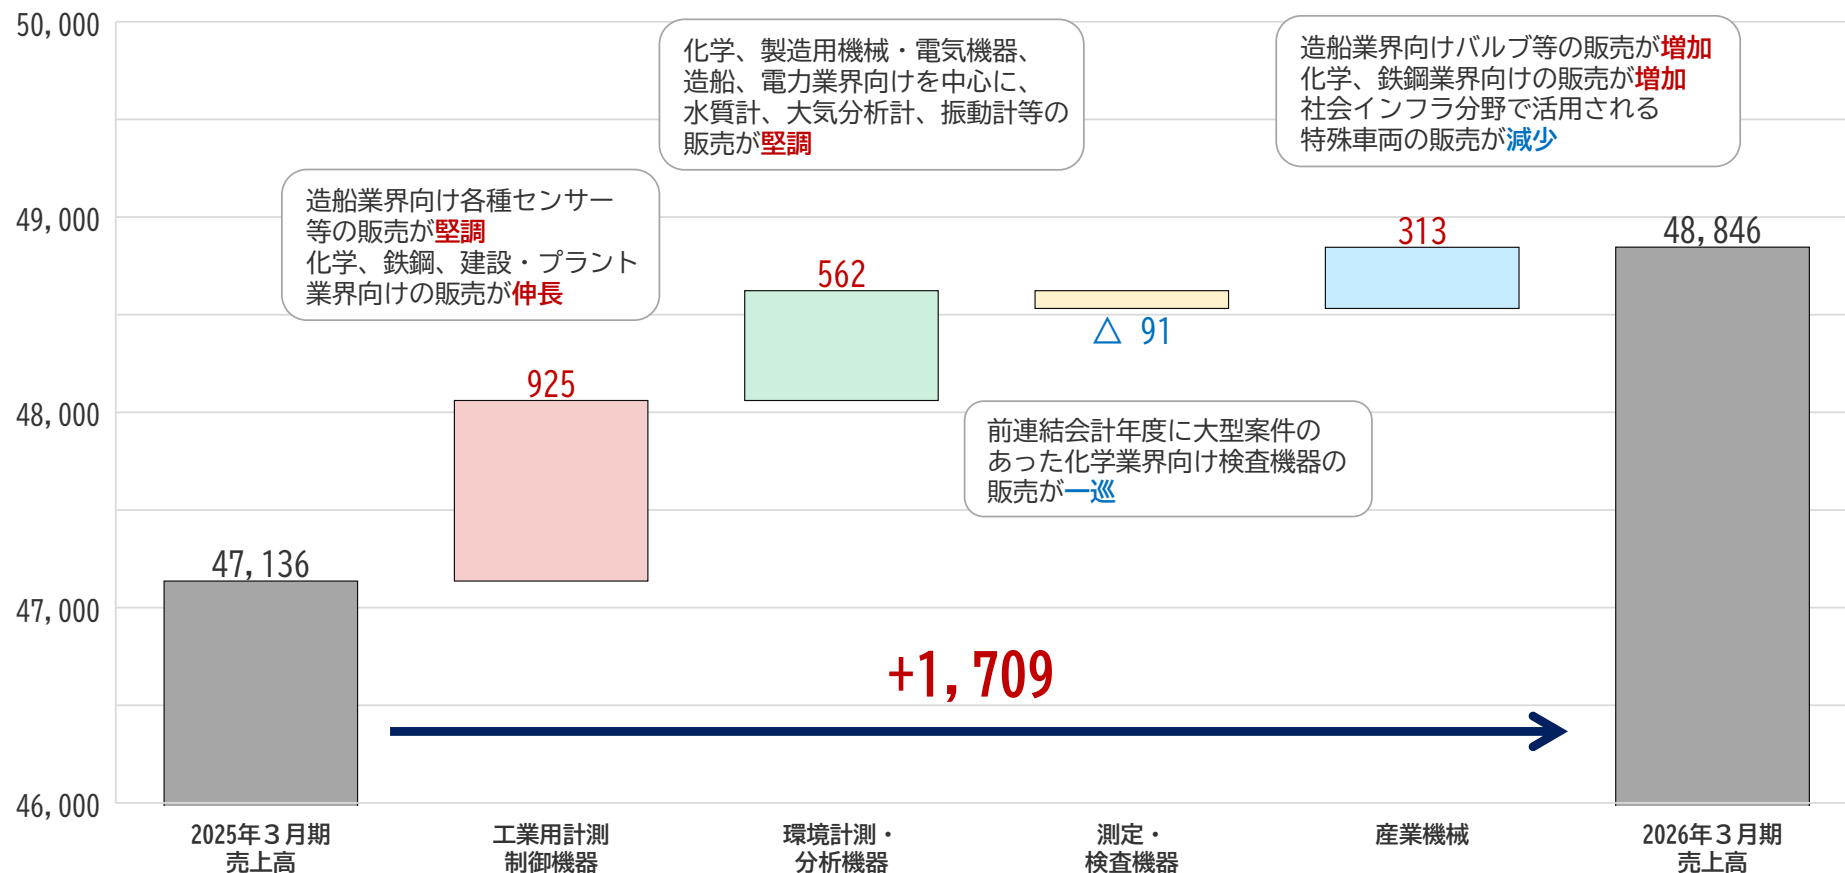 50,000
49,000
48,000
47,000
46,000
造船業界向け各種センサー
等の販売が堅調
化学、鉄鋼、建設・プラント
業界向けの販売が伸長
化学、製造用機械・電気機器、
造船、電力業界向けを中心に、
水質計、大気分析計、振動計等の
販売が堅調
造船業界向けバルブ等の販売が増加
化学、鉄鋼業界向けの販売が増加
社会インフラ分野で活用される
特殊車両の販売が減少
前連結会計年度に大型案件の
あった化学業界向け検査機器の
販売が一巡
47,136
925
562
△ 91
313
48,846
+1,709
2025年3月期
売上高
工業用計測
制御機器
環境計測・
分析機器
測定・
検査機器
産業機械
2026年3月期
売上高